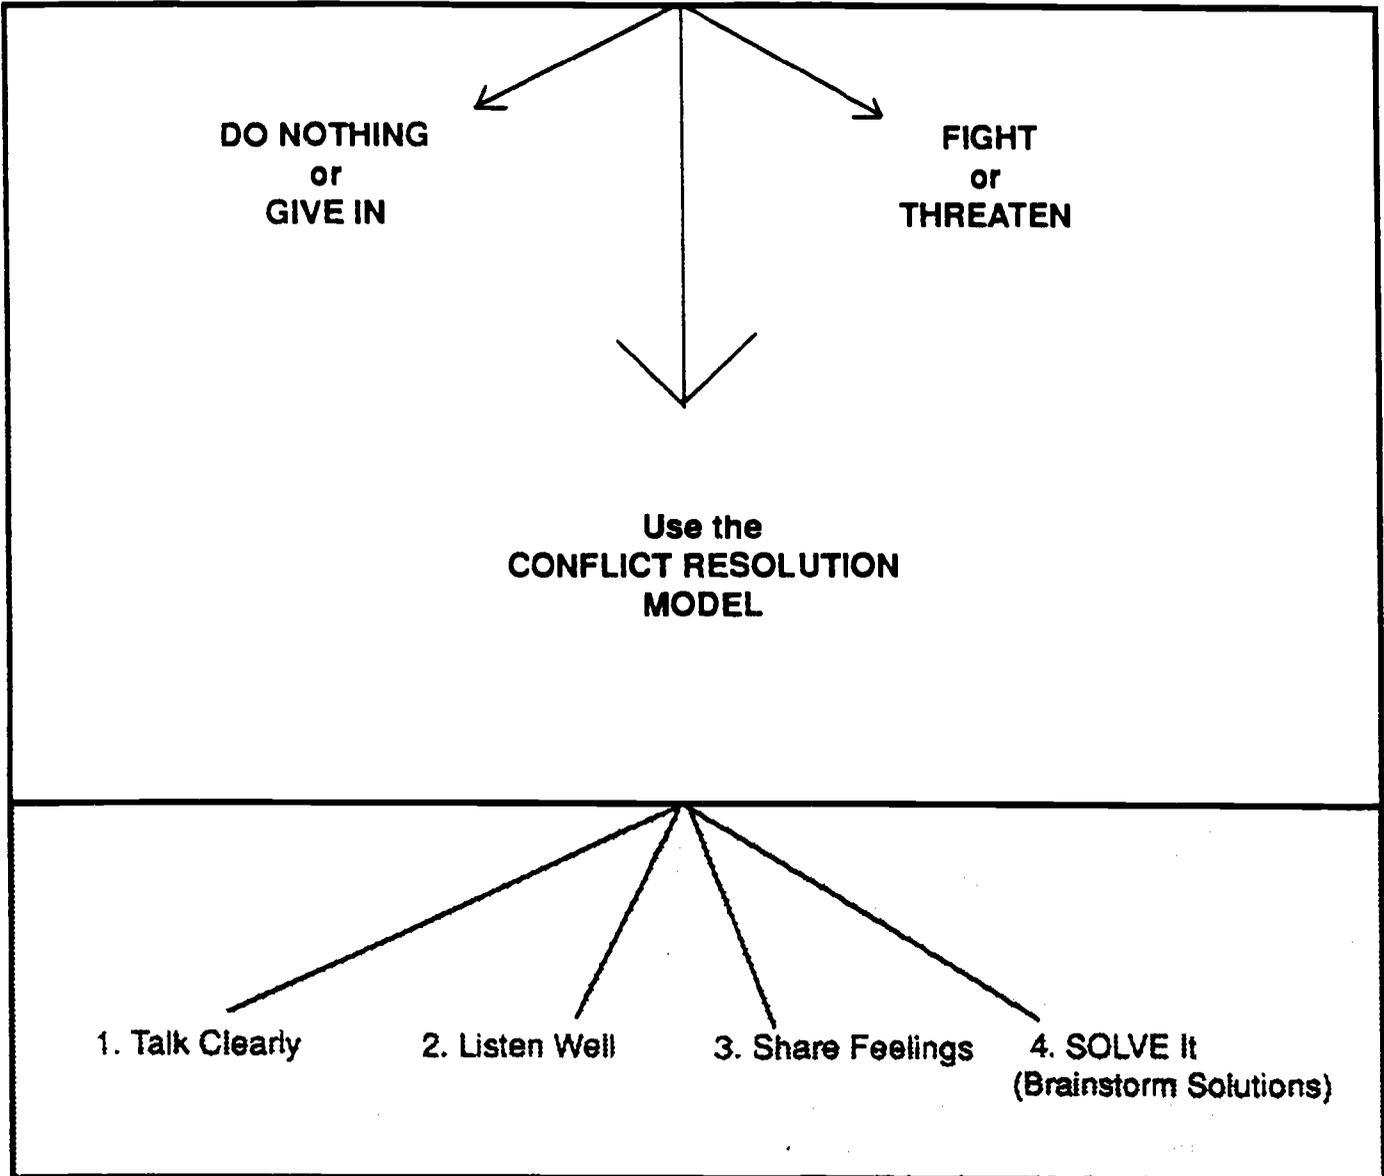 DO NOTHING
or
GIVE IN
FIGHT
or
THREATEN
Use the
CONFLICT RESOLUTION
MODEL
1. Talk Clearly
2. Listen Well
3. Share Feelings
4. SOLVE It
(Brainstorm Solutions)